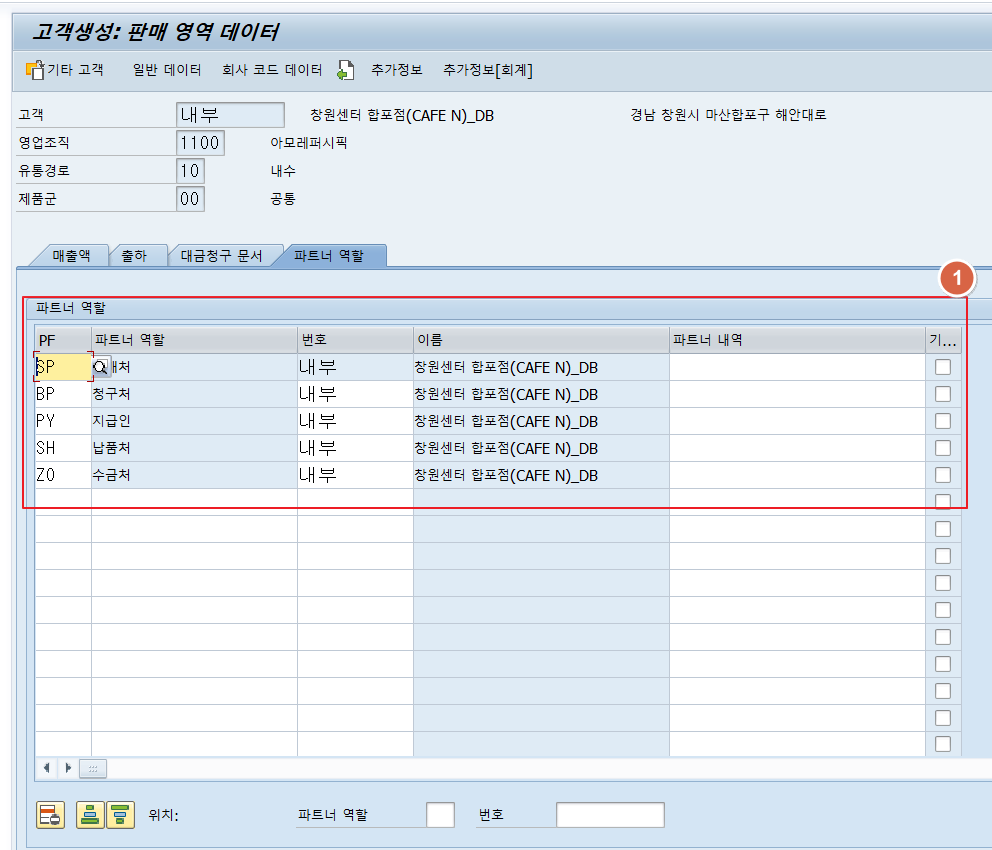 고객생성: 판매 영역 데이터
기타 고객 일반 데이터 회사 코드 데이터 추가정보 추가정보[회계]
고객 내부 창원센터 합포점(CAFE N)_DB 경남 창원시 마산합포구 해안대로
영업조직 1100 아모레퍼시픽
유통경로 10 내수
제품군 00 공통
매출액 출하 대금청구 문서 파트너 역할
1
파트너 역할
PF 파트너 역할 번호 이름 파트너 내역 기...
SP 내부 창원센터 합포점(CAFE N)_DB
BP 청구처 내부 창원센터 합포점(CAFE N)_DB
PY 지급인 내부 창원센터 합포점(CAFE N)_DB
SH 납품처 내부 창원센터 합포점(CAFE N)_DB
ZO 수금처 내부 창원센터 합포점(CAFE N)_DB
위치: 파트너 역할 번호